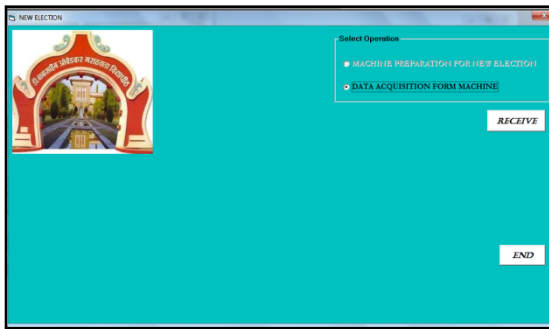 NEW ELECTION
Select Operation
MACHINE PREPARATION FOR NEW ELECTION
DATA ACQUISITION FORM MACHINE
RECEIVE
END